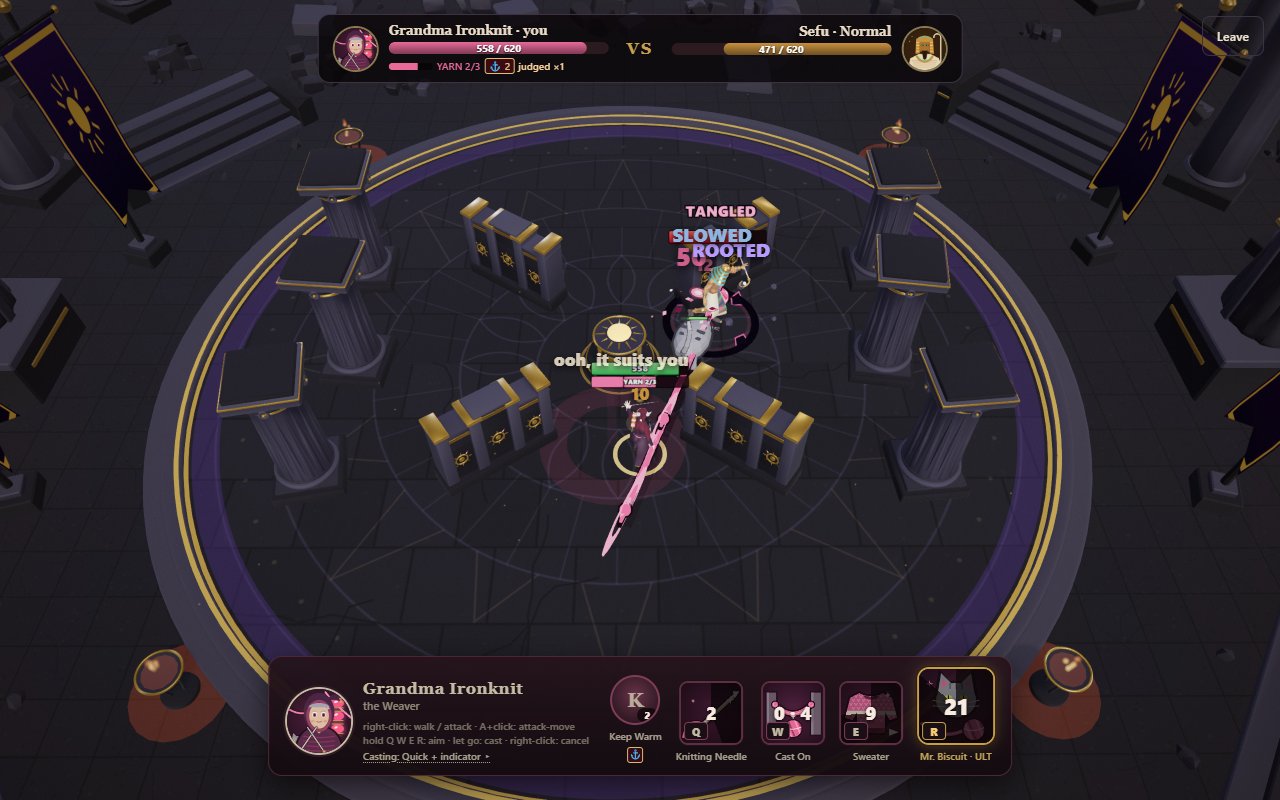 Grandma Ironknit · you
558 / 620
YARN 2/3
2
judged ×1
VS
Sefu · Normal
471 / 620
Leave
TANGLED
SLOWED
ROOTED
ooh, it suits you
558
YARN 2/3
10
Grandma Ironknit
the Weaver
right-click: walk / attack · A+click: attack-move
hold Q W E R: aim · let go: cast · right-click: cancel
Casting: Quick + indicator
K
2
Keep Warm
2
Q
Knitting Needle
0 4
W
Cast On
9
E
Sweater
21
R
Mr. Biscuit · ULT